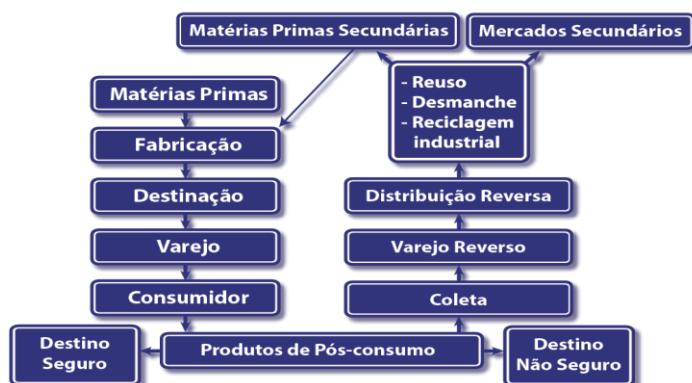 Matérias Primas Secundárias
Mercados Secundários
Matérias Primas
- Reuso
- Desmanche
- Reciclagem
industrial
Fabricação
Destinação
Distribuição Reversa
Varejo
Varejo Reverso
Consumidor
Coleta
Destino
Seguro
Produtos de Pós-consumo
Destino
Não Seguro